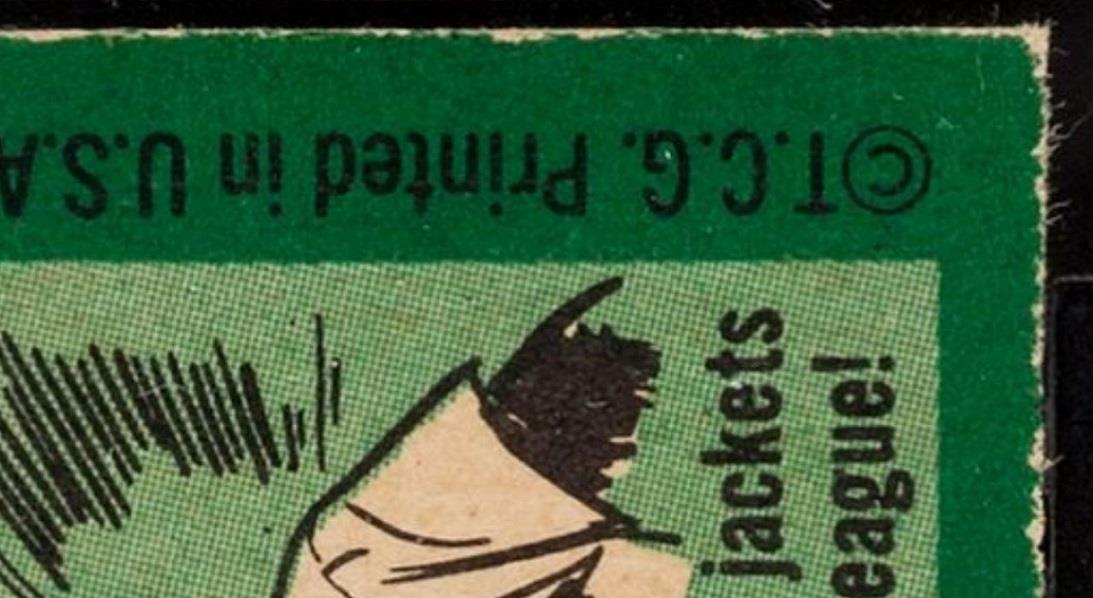 ©T.C.G. Printed in U.S.A
jackets
eague!